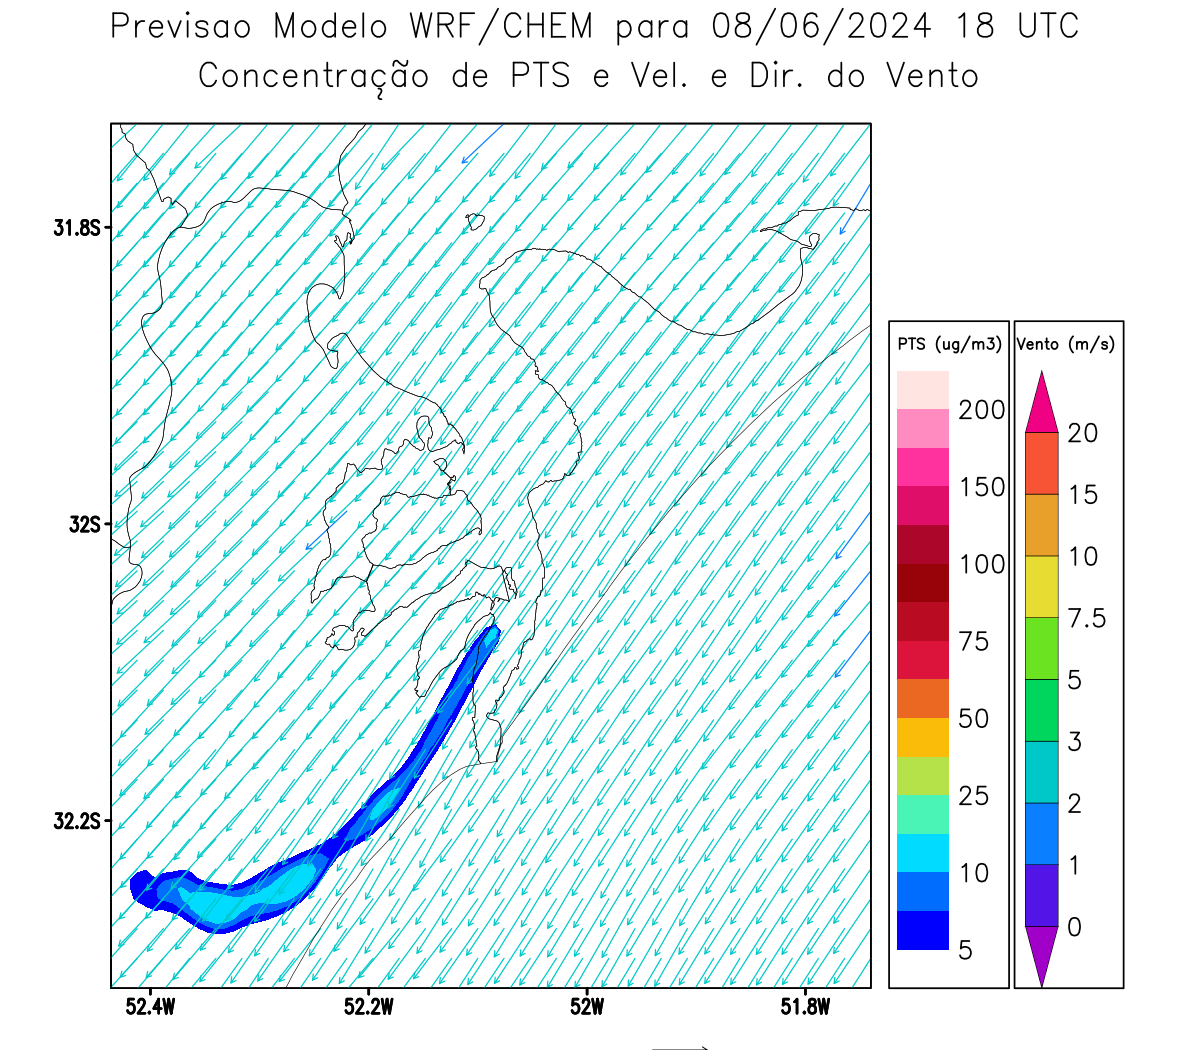 Previsao Modelo WRF/CHEM para 08/06/2024 18 UTC
Concentração de PTS e Vel. e Dir. do Vento
31.8S
32S
32.2S
52.4W 52.2W 52W 51.8W
PTS (ug/m3)
200
150
100
75
50
25
10
5
Vento (m/s)
20
15
10
7.5
5
3
2
1
0